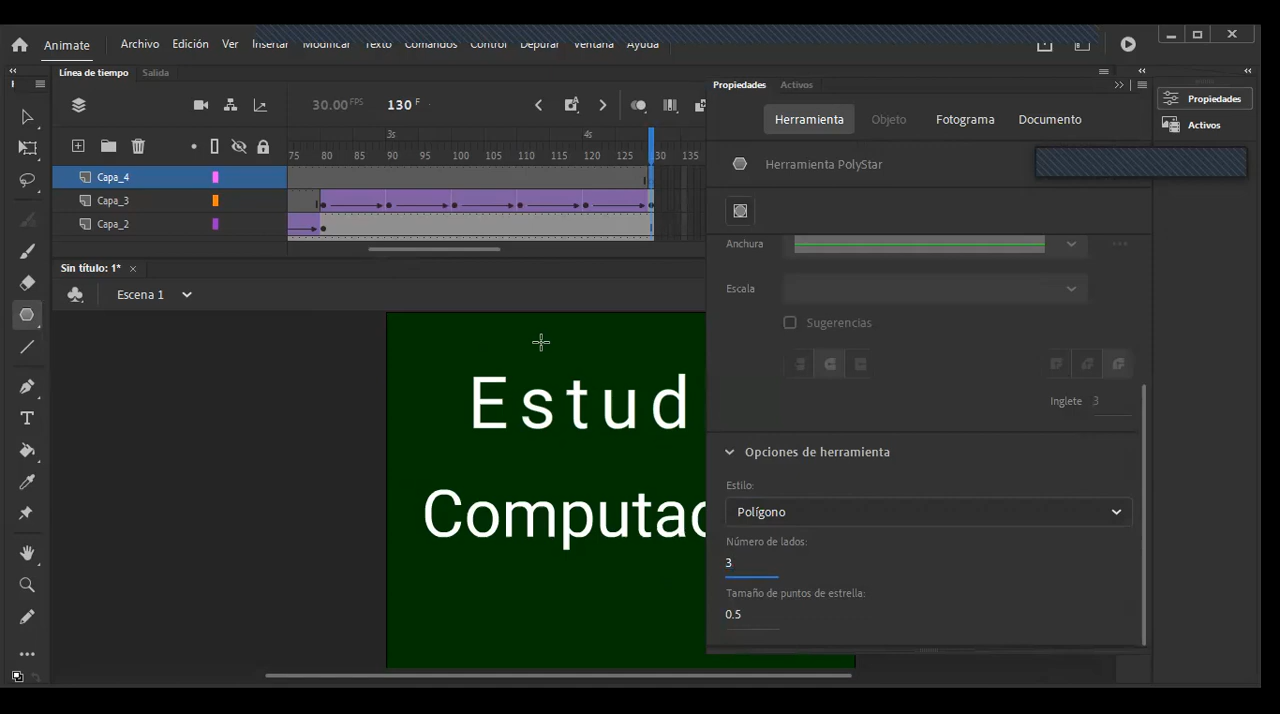 Animate Archivo Edición Ver Insertar Modificar Texto Comandos Control Depurar Ventana Ayuda
Línea de tiempo Salida
30.00 FPS 130 F
3s 4s
75 80 85 90 95 100 105 110 115 120 125 130 135
Capa_4
Capa_3
Capa_2
Sin título: 1* ×
Escena 1
Estud
Computac
Propiedades Activos
Herramienta Objeto Fotograma Documento
Herramienta PolyStar
Anchura
Escala
Sugerencias
Inglete 3
Opciones de herramienta
Estilo:
Polígono
Número de lados:
3
Tamaño de puntos de estrella:
0.5
Propiedades
Activos